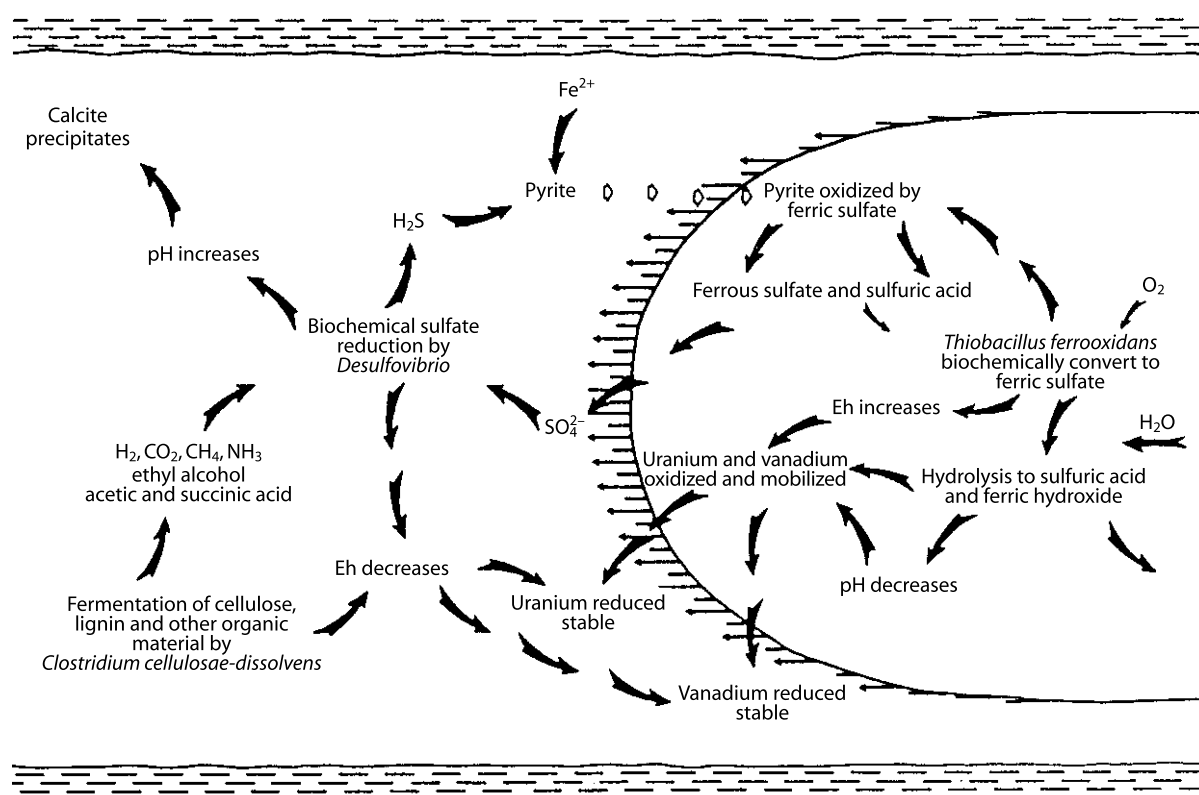 Fe2+
Calcite
precipitates
Pyrite
Pyrite oxidized by
ferric sulfate
H2S
pH increases
Ferrous sulfate and sulfuric acid
O2
Biochemical sulfate
reduction by
Desulfovibrio
Thiobacillus ferrooxidans
biochemically convert to
ferric sulfate
Eh increases
SO4 2–
H2O
H2, CO2, CH4, NH3
ethyl alcohol
acetic and succinic acid
Uranium and vanadium
oxidized and mobilized
Hydrolysis to sulfuric acid
and ferric hydroxide
Eh decreases
pH decreases
Fermentation of cellulose,
lignin and other organic
material by
Clostridium cellulosae-dissolvens
Uranium reduced
stable
Vanadium reduced
stable